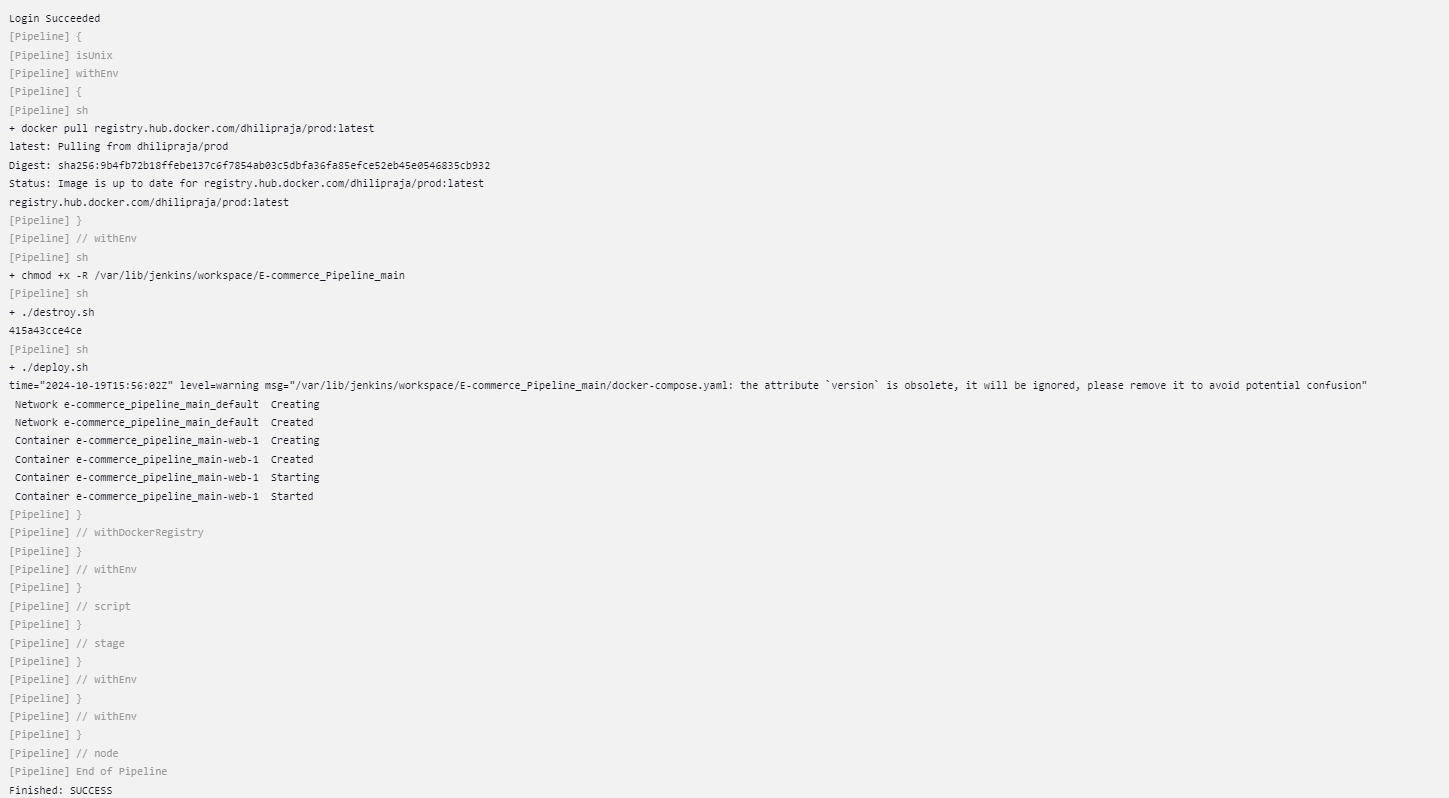 Login Succeeded
[Pipeline] {
[Pipeline] isUnix
[Pipeline] withEnv
[Pipeline] {
[Pipeline] sh
+ docker pull registry.hub.docker.com/dhilipraja/prod:latest
latest: Pulling from dhilipraja/prod
Digest: sha256:9b4fb72b18ffebe137c6f7854ab03c5dbfa36fa85efce52eb45e0546835cb932
Status: Image is up to date for registry.hub.docker.com/dhilipraja/prod:latest
registry.hub.docker.com/dhilipraja/prod:latest
[Pipeline] }
[Pipeline] // withEnv
[Pipeline] sh
+ chmod +x -R /var/lib/jenkins/workspace/E-commerce_Pipeline_main
[Pipeline] sh
+ ./destroy.sh
415a43cce4ce
[Pipeline] sh
+ ./deploy.sh
time="2024-10-19T15:56:02Z" level=warning msg="/var/lib/jenkins/workspace/E-commerce_Pipeline_main/docker-compose.yaml: the attribute `version` is obsolete, it will be ignored, please remove it to avoid potential confusion"
 Network e-commerce_pipeline_main_default  Creating
 Network e-commerce_pipeline_main_default  Created
 Container e-commerce_pipeline_main-web-1  Creating
 Container e-commerce_pipeline_main-web-1  Created
 Container e-commerce_pipeline_main-web-1  Starting
 Container e-commerce_pipeline_main-web-1  Started
[Pipeline] }
[Pipeline] // withDockerRegistry
[Pipeline] }
[Pipeline] // withEnv
[Pipeline] }
[Pipeline] // script
[Pipeline] }
[Pipeline] // stage
[Pipeline] }
[Pipeline] // withEnv
[Pipeline] }
[Pipeline] // withEnv
[Pipeline] }
[Pipeline] // node
[Pipeline] End of Pipeline
Finished: SUCCESS